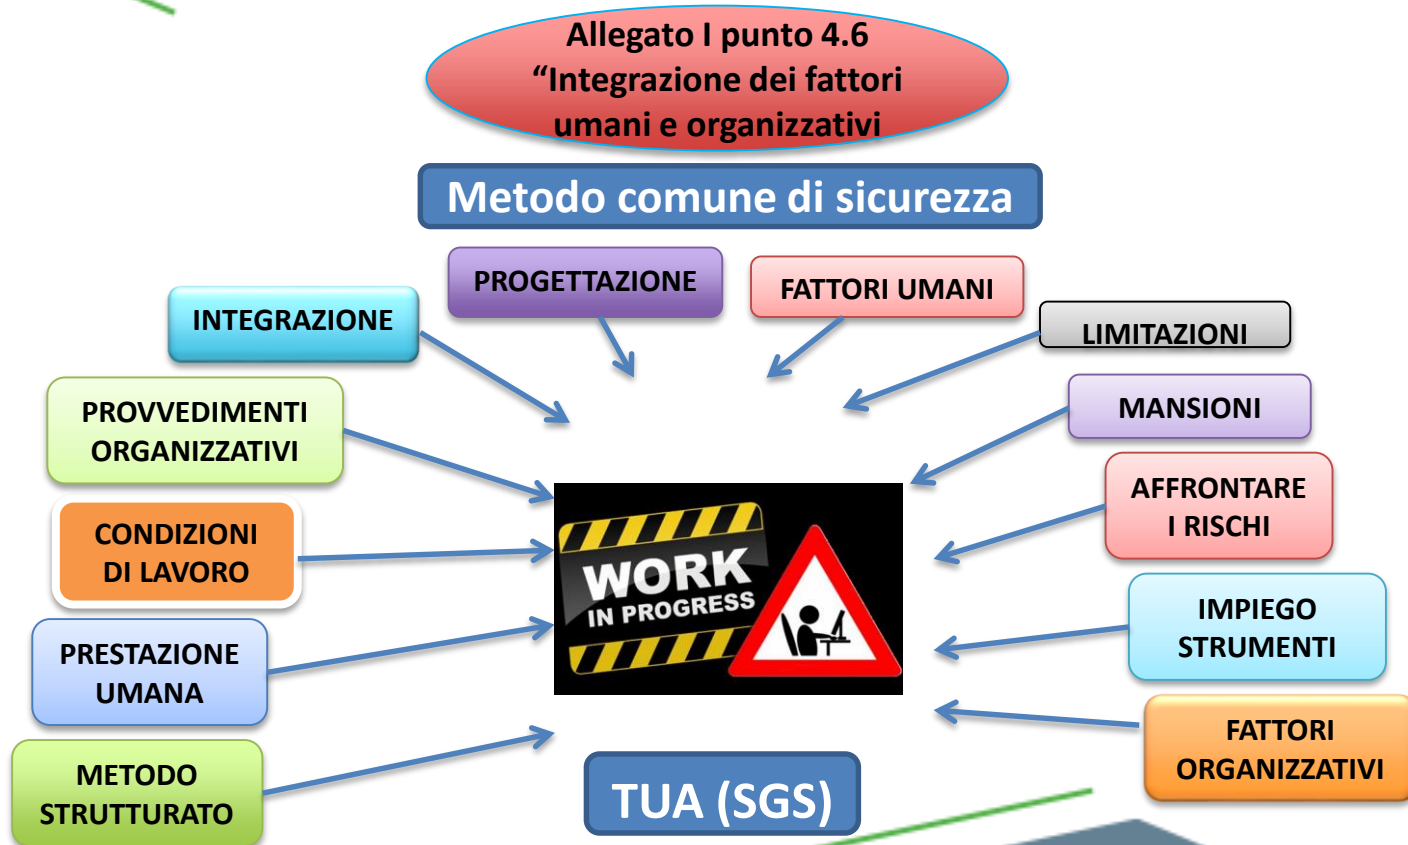 Allegato I punto 4.6
“Integrazione dei fattori
umani e organizzativi
Metodo comune di sicurezza
PROGETTAZIONE
FATTORI UMANI
INTEGRAZIONE
LIMITAZIONI
PROVVEDIMENTI
ORGANIZZATIVI
MANSIONI
CONDIZIONI
DI LAVORO
AFFRONTARE
I RISCHI
WORK
IN PROGRESS
PRESTAZIONE
UMANA
IMPIEGO
STRUMENTI
METODO
STRUTTURATO
FATTORI
ORGANIZZATIVI
TUA (SGS)